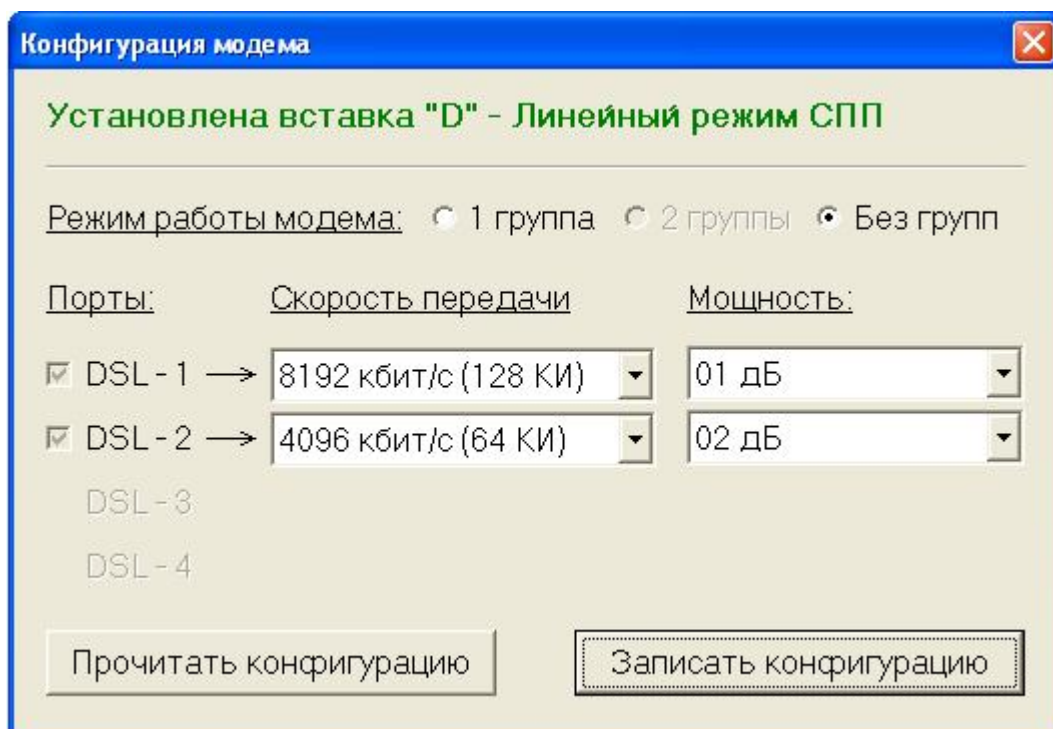 Конфигурация модема
Установлена вставка "D" - Линейный режим СПП
Режим работы модема: 1 группа 2 группы Без групп
Порты: Скорость передачи Мощность:
DSL-1 → 8192 кбит/с (128 КИ) 01 дБ
DSL-2 → 4096 кбит/с (64 КИ) 02 дБ
DSL-3
DSL-4
Прочитать конфигурацию Записать конфигурацию